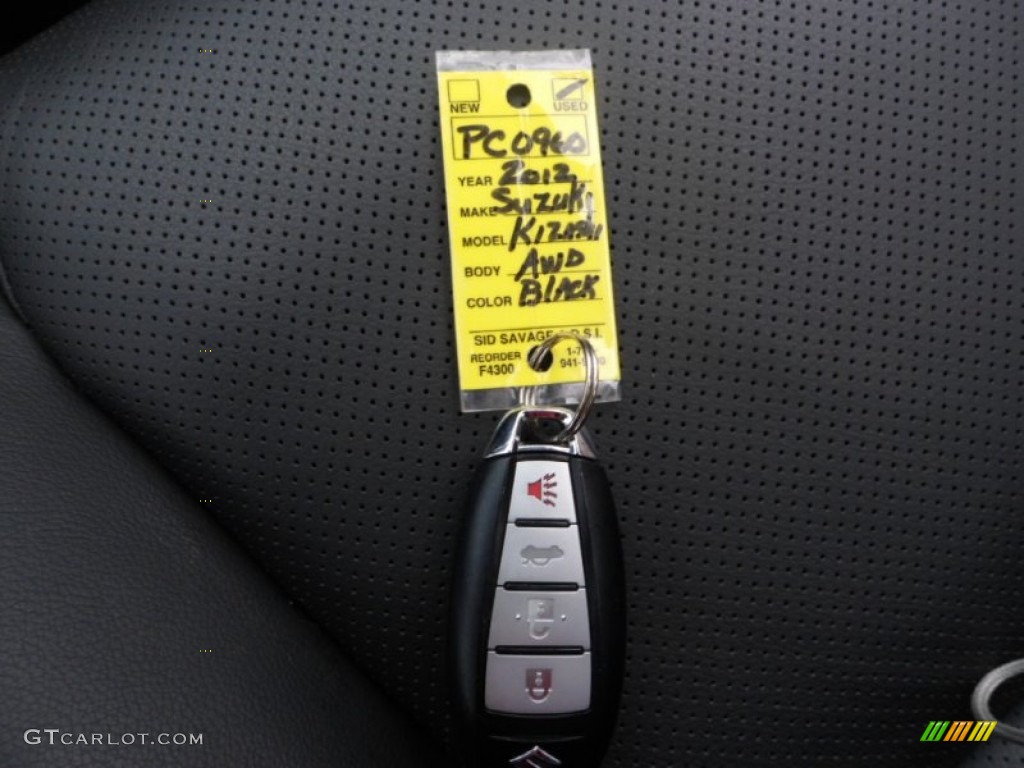 NEW USED
PC0960
YEAR 2012
MAKE SUZUKI
MODEL KIZASHI
BODY AWD
COLOR BLACK
SID SAVAGE D.S.I.
REORDER
F4300
GTCARLOT.COM